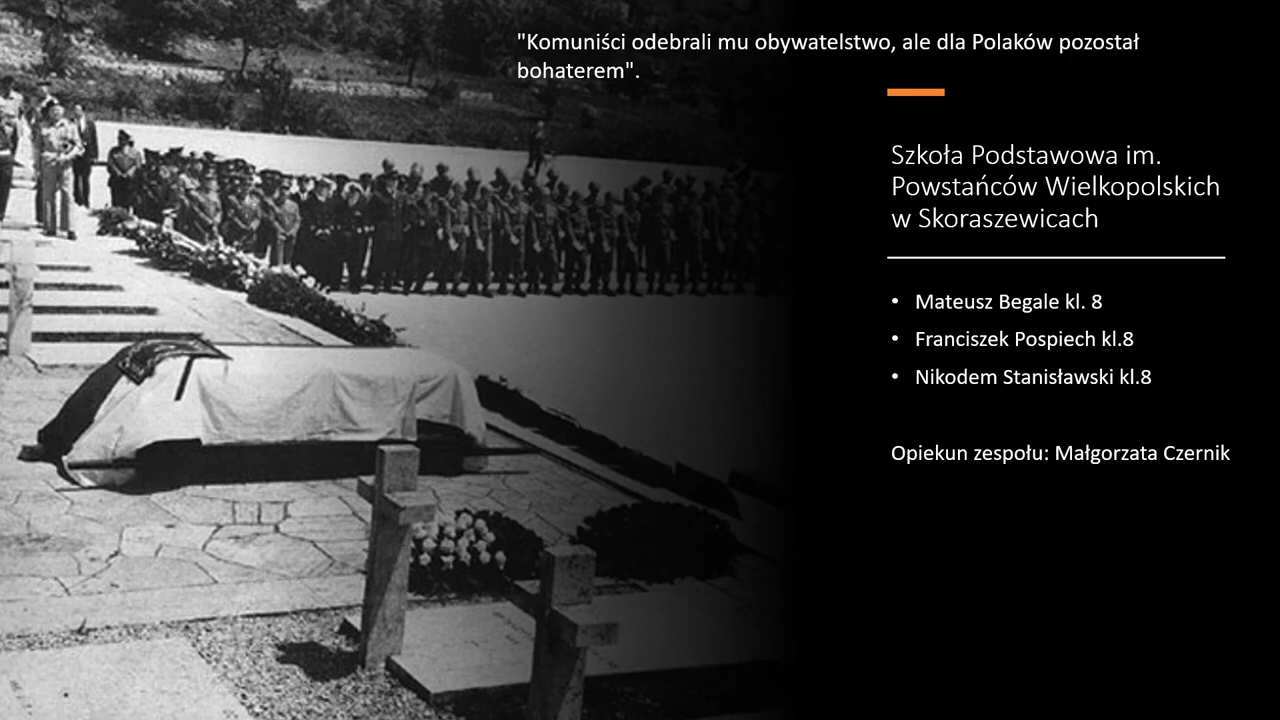 "Komuniści odebrali mu obywatelstwo, ale dla Polaków pozostał
bohaterem".
Szkoła Podstawowa im.
Powstańców Wielkopolskich
w Skoraszewicach
• Mateusz Begale kl. 8
• Franciszek Pospiech kl.8
• Nikodem Stanisławski kl.8
Opiekun zespołu: Małgorzata Czernik